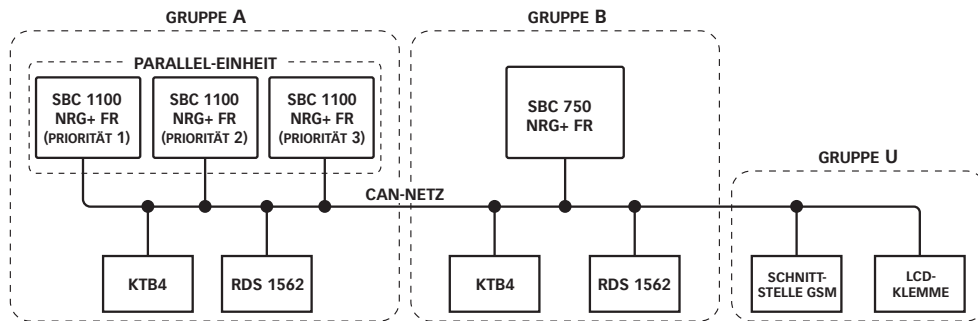 GRUPPE A
PARALLEL-EINHEIT
SBC 1100
NRG+ FR
(PRIORITÄT 1)
SBC 1100
NRG+ FR
(PRIORITÄT 2)
SBC 1100
NRG+ FR
(PRIORITÄT 3)
GRUPPE B
SBC 750
NRG+ FR
GRUPPE U
CAN-NETZ
KTB4
RDS 1562
KTB4
RDS 1562
SCHNITT-
STELLE GSM
LCD-
KLEMME